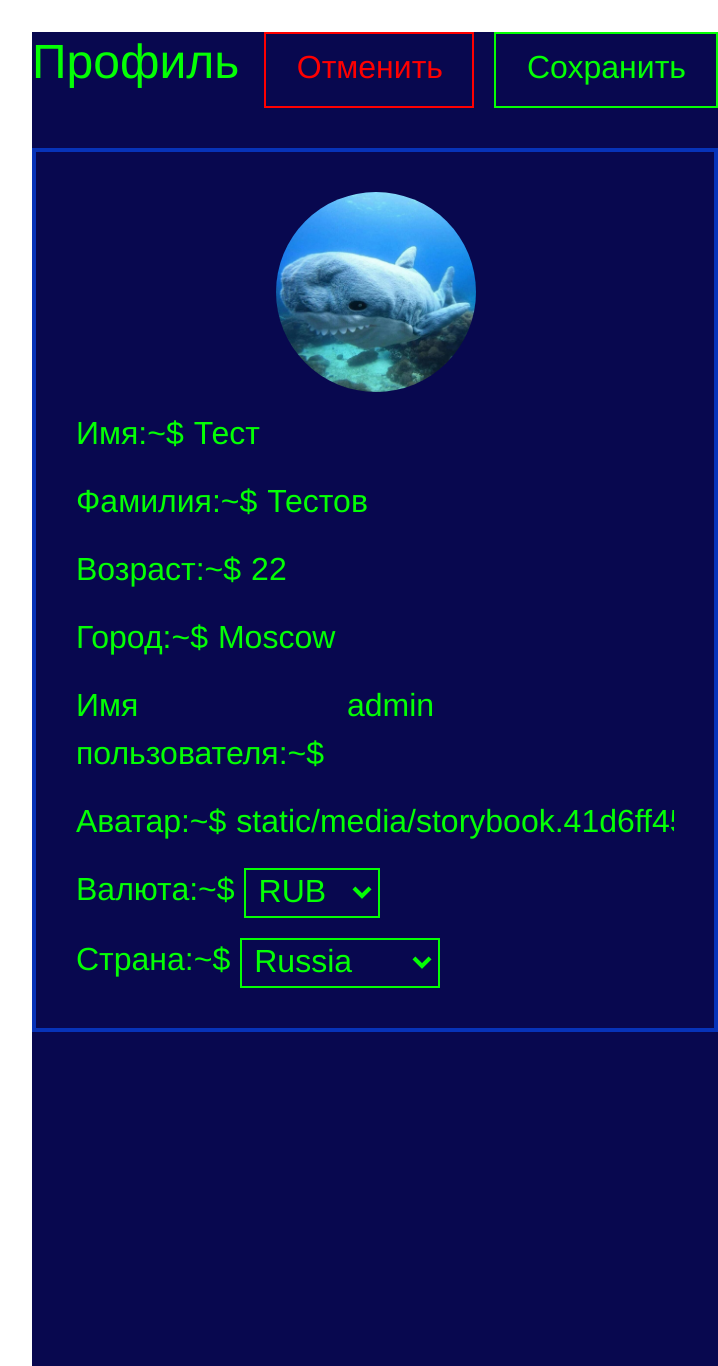 Профиль Отменить Сохранить
Имя:~$ Тест
Фамилия:~$ Тестов
Возраст:~$ 22
Город:~$ Moscow
Имя admin
пользователя:~$
Аватар:~$ static/media/storybook.41d6ff4
Валюта:~$ RUB
Страна:~$ Russia